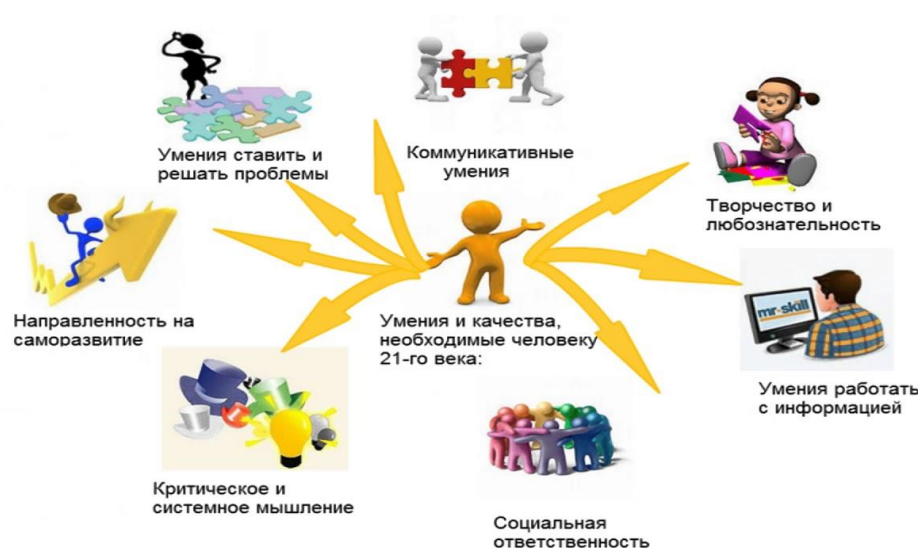 Умения ставить и
решать проблемы
Коммуникативные
умения
Творчество и
любознательность
Направленность на
саморазвитие
Умения и качества,
необходимые человеку
21-го века:
mr-skill
Умения работать
с информацией
Критическое и
системное мышление
Социальная
ответственность